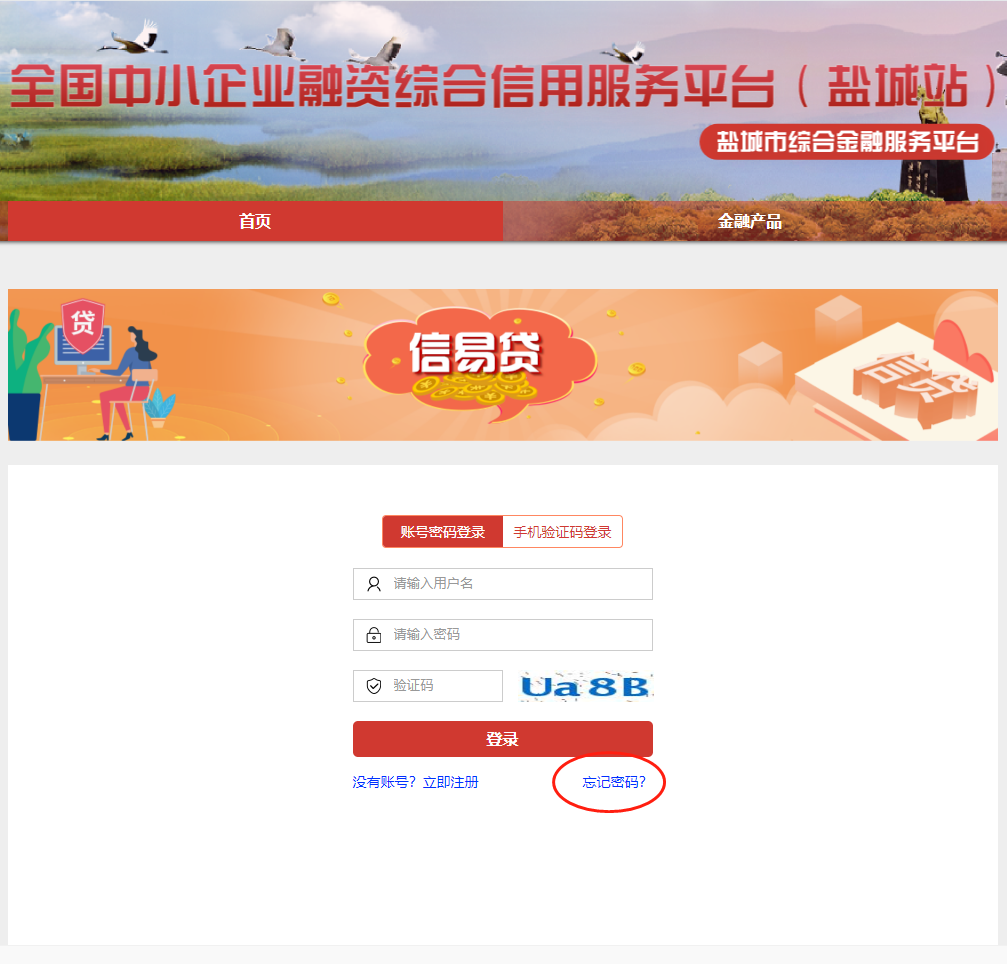 全国中小企业融资综合信用服务平台（盐城站）
盐城市综合金融服务平台
首页
金融产品
贷
信易贷
信贷
账号密码登录
手机验证码登录
请输入用户名
请输入密码
验证码
Ua8B
登录
没有账号？立即注册
忘记密码?